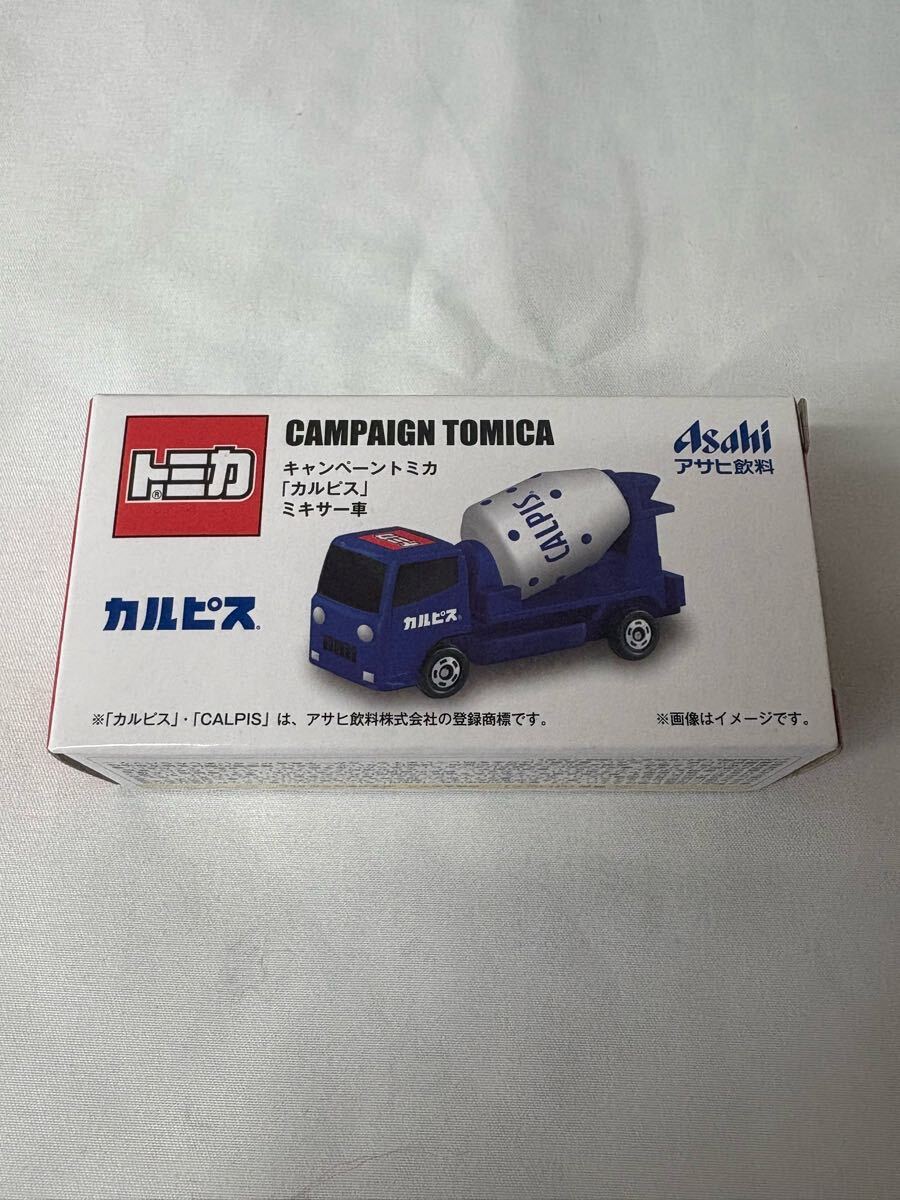 トミカ®
CAMPAIGN TOMICA
キャンペーントミカ
「カルピス」
ミキサー車
Asahi
アサヒ飲料
カルピス®
トミカ
CALPIS®
カルピス®
※「カルピス」・「CALPIS」は、アサヒ飲料株式会社の登録商標です。
※画像はイメージです。